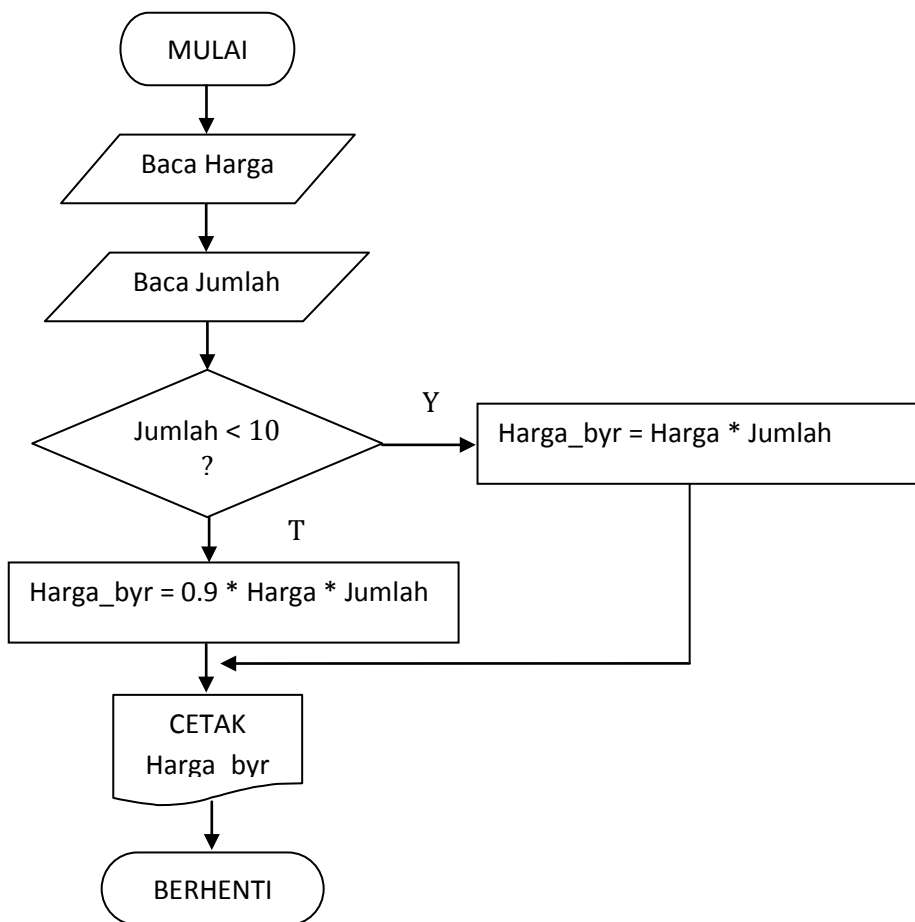 MULAI
Baca Harga
Baca Jumlah
Jumlah < 10
?
Y
Harga_byr = Harga * Jumlah
T
Harga_byr = 0.9 * Harga * Jumlah
CETAK
Harga_byr
BERHENTI